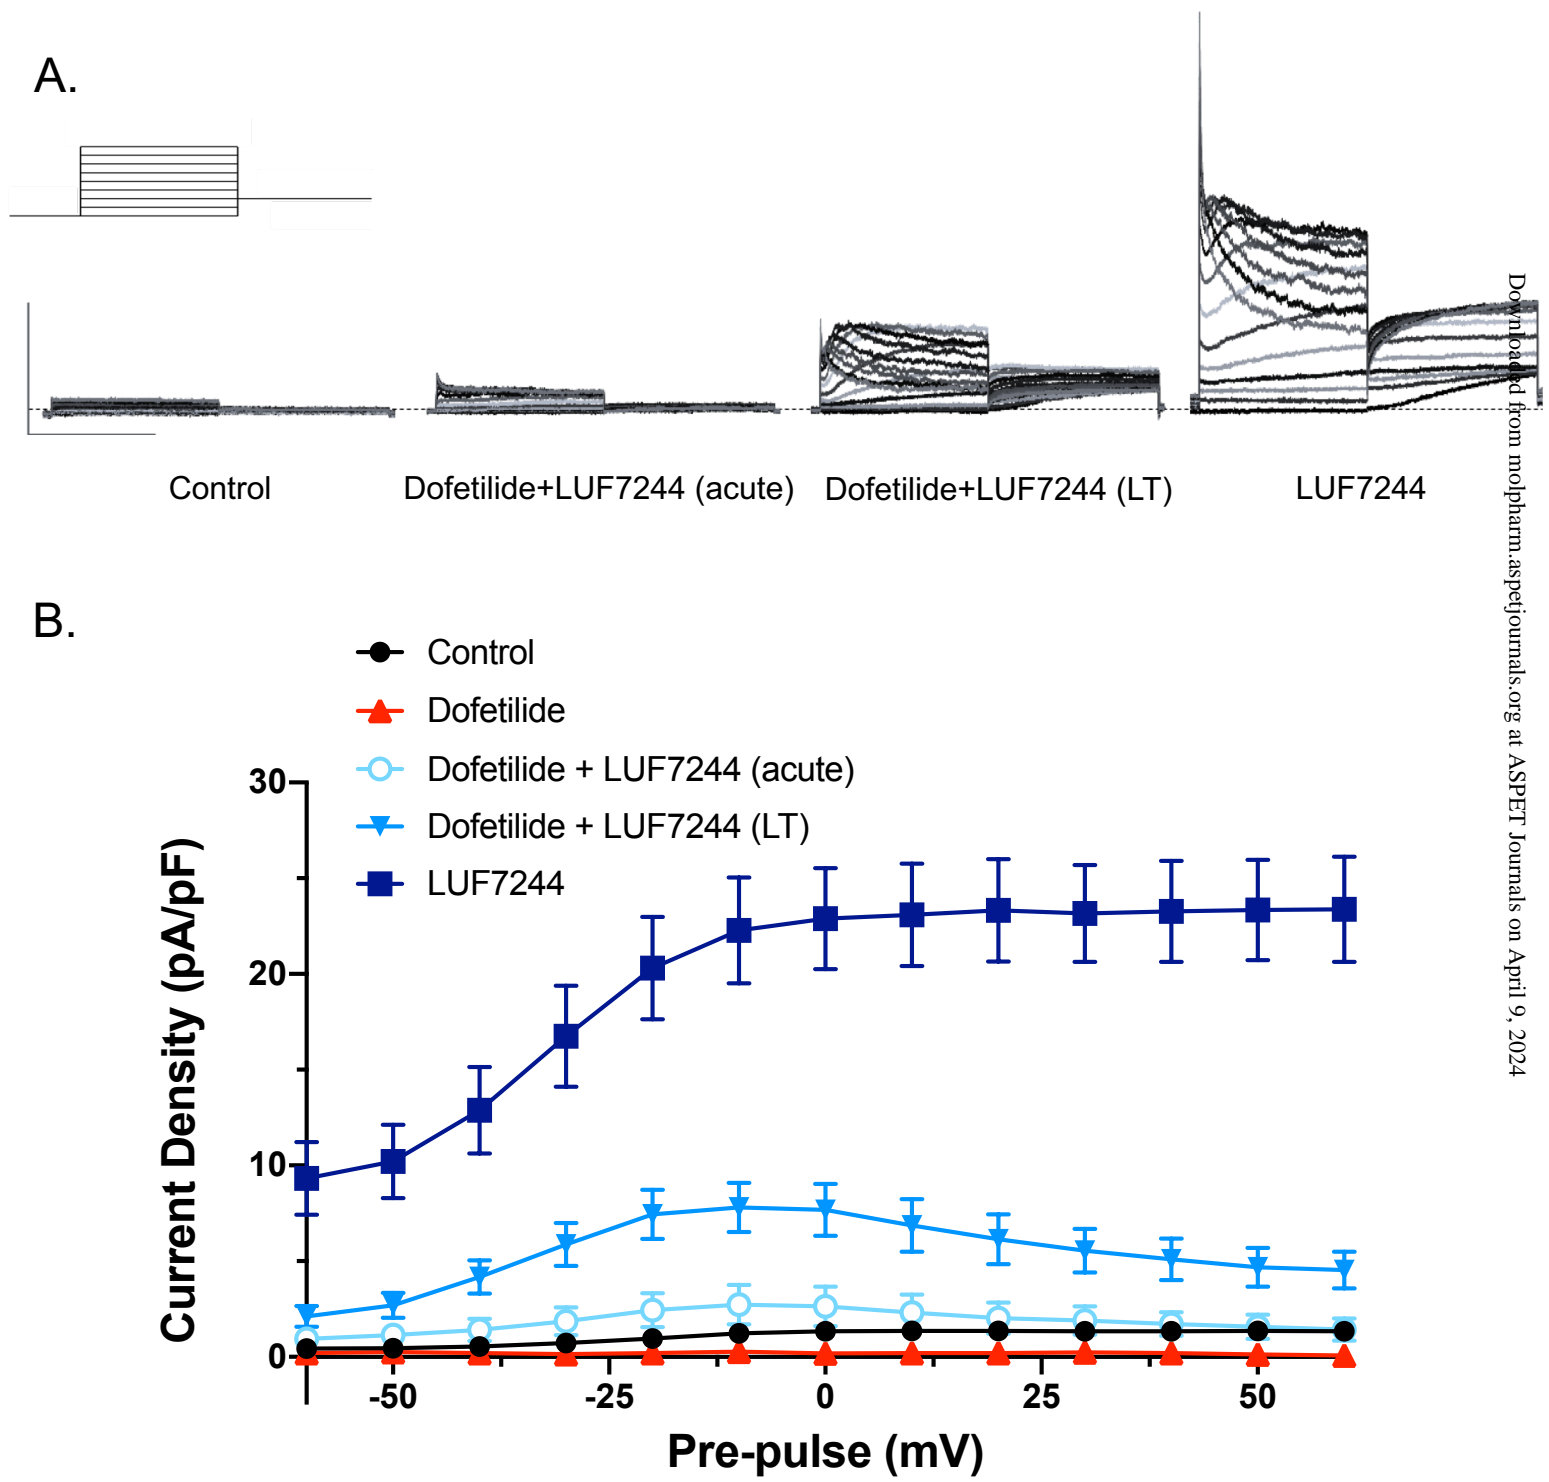 A.
Control
Dofetilide+LUF7244 (acute)
Dofetilide+LUF7244 (LT)
LUF7244
Downloaded from molpharm.aspetjournals.org at ASPET Journals on April 9, 2024
B.
Control
Dofetilide
Dofetilide + LUF7244 (acute)
Dofetilide + LUF7244 (LT)
LUF7244
30
20
10
0
Current Density (pA/pF)
-50
-25
0
25
50
Pre-pulse (mV)